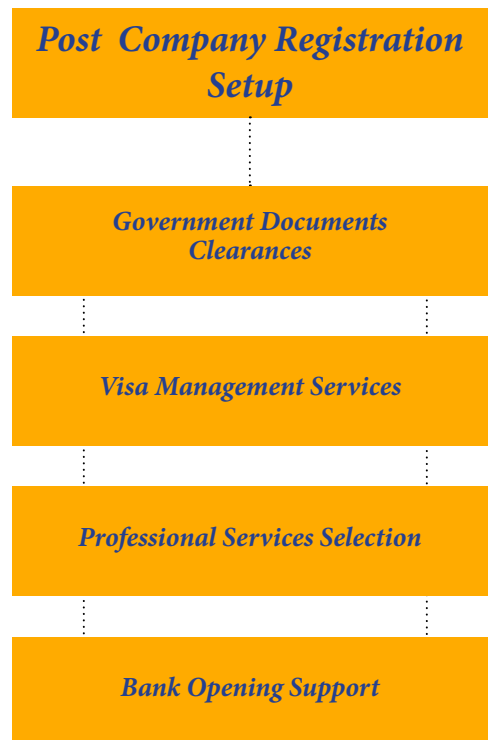 Post Company Registration
Setup
Government Documents
Clearances
Visa Management Services
Professional Services Selection
Bank Opening Support